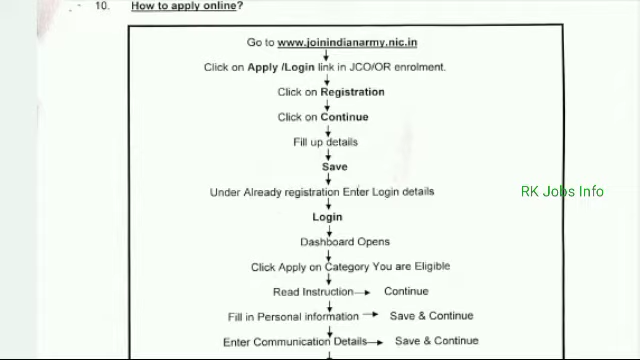 10. How to apply online?
Go to www.joinindianarmy.nic.in
Click on Apply /Login link in JCO/OR enrolment.
Click on Registration
Click on Continue
Fill up details
Save
Under Already registration Enter Login details
RK Jobs Info
Login
Dashboard Opens
Click Apply on Category You are Eligible
Read Instruction Continue
Fill in Personal information Save & Continue
Enter Communication Details Save & Continue